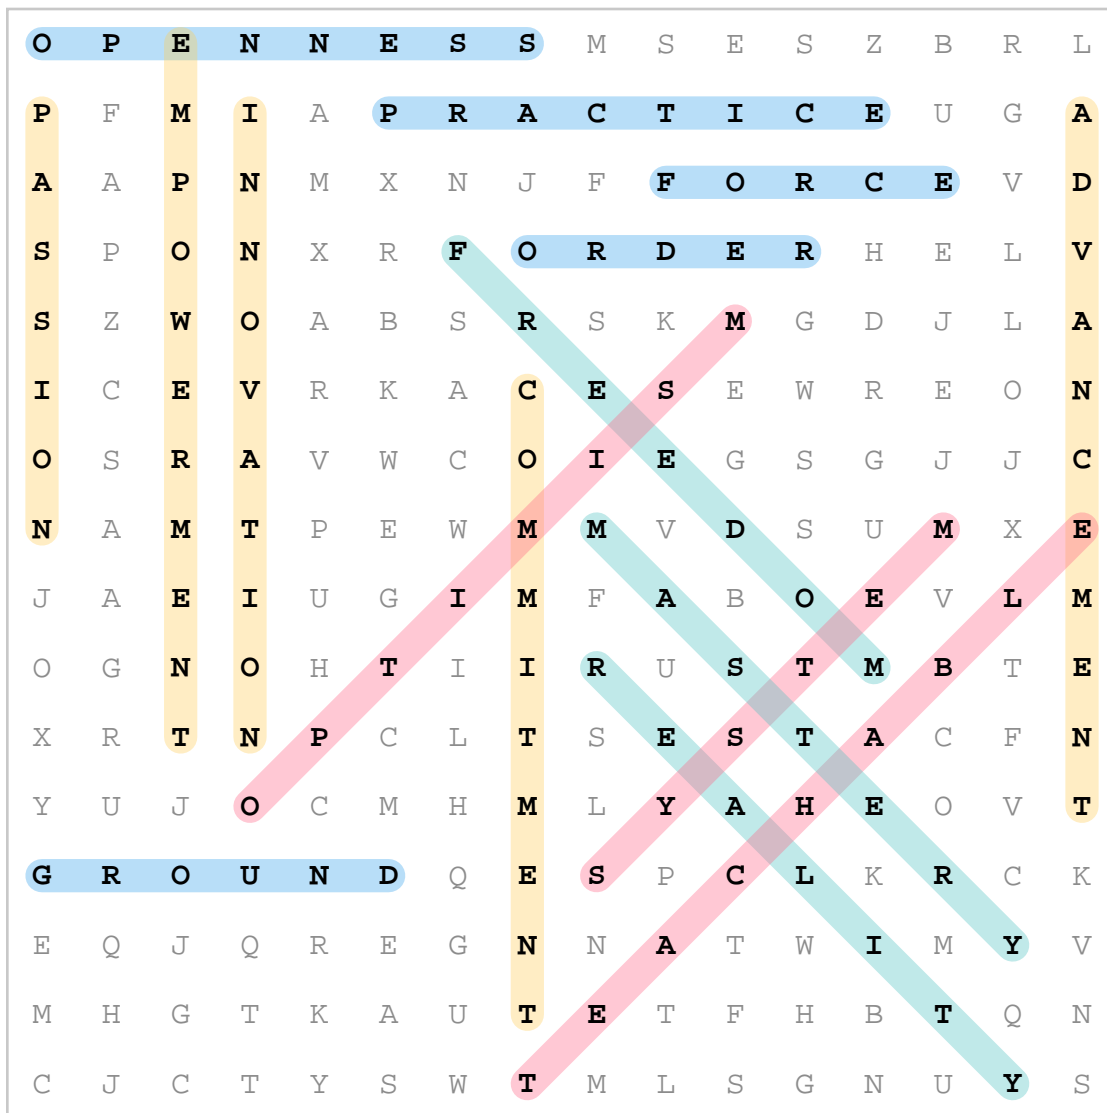 O P E N N E S S M S E S Z B R L
P F M I A P R A C T I C E U G A
A A P N M X N J F F O R C E V D
S P O N X R F O R D E R H E L V
S Z W O A B S R S K M G D J L A
I C E V R K A C E S E W R E O N
O S R A V W C O I E G S G J J C
N A M T P E W M M V D S U M X E
J A E I U G I M F A B O E V L M
O G N O H T I I R U S T M B T E
X R T N P C L T S E S T A C F N
Y U J O C M H M L Y A H E O V T
G R O U N D Q E S P C L K R C K
E Q J Q R E G N N A T W I M Y V
M H G T K A U T E T F H B T Q N
C J C T Y S W T M L S G N U Y S